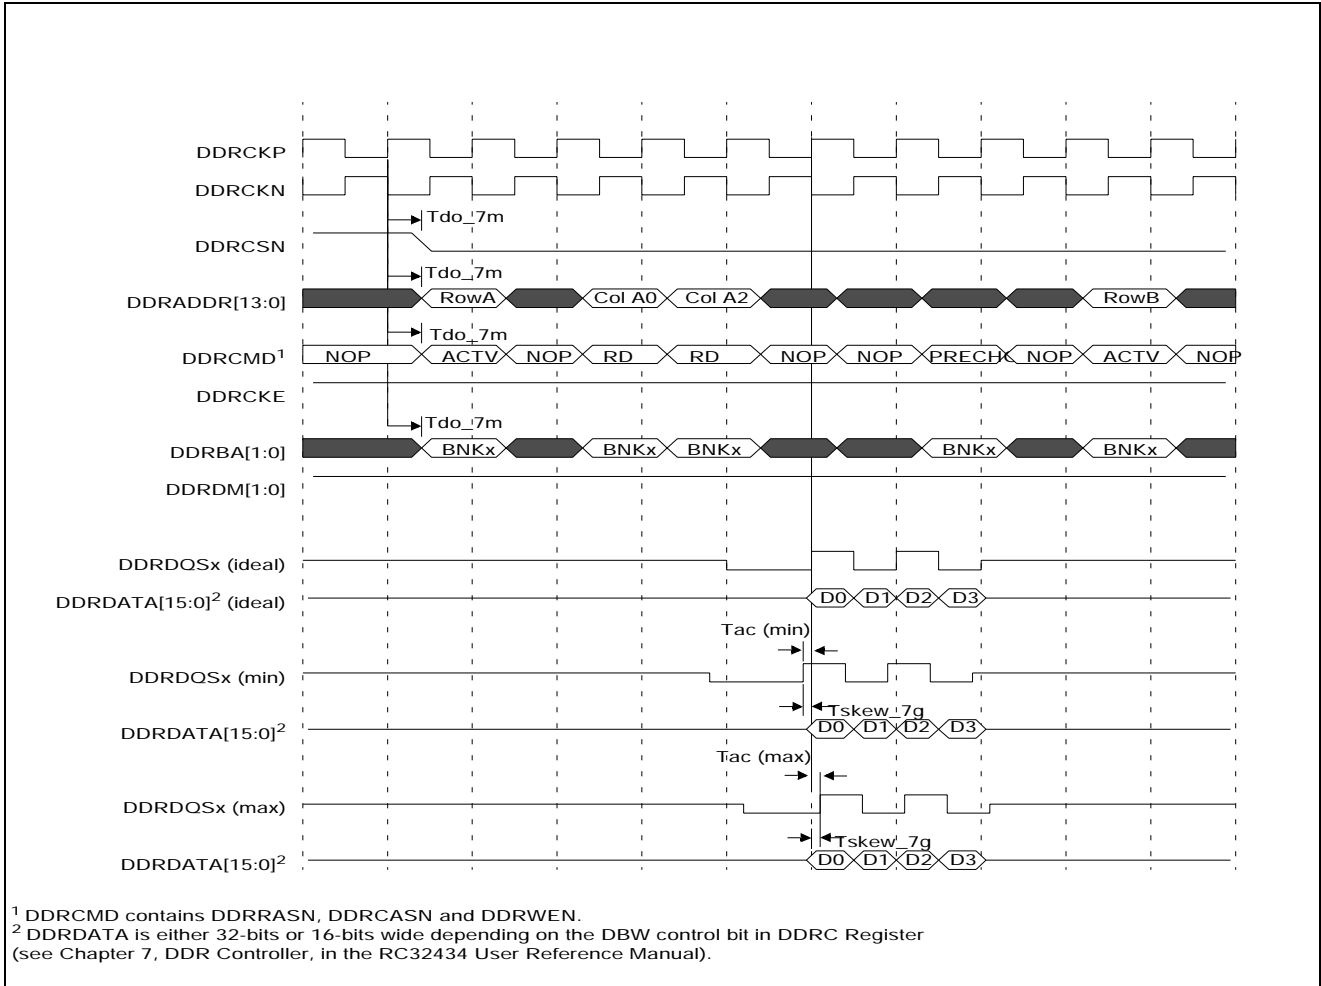 DDRCKP
DDRCKN
Tdo_7m
DDRCSN
Tdo_7m
DDRADDR[13:0] RowA Col A0 Col A2 RowB
Tdo_7m
DDRCMD1 NOP ACTV NOP RD RD NOP NOP PRECHG NOP ACTV NOP
DDRCKE
Tdo_7m
DDRBA[1:0] BNKx BNKx BNKx BNKx BNKx
DDRDM[1:0]
DDRDQSx (ideal)
DDRDATA[15:0]2 (ideal) D0 D1 D2 D3
Tac (min)
DDRDQSx (min)
Tskew_7g
DDRDATA[15:0]2 D0 D1 D2 D3
Tac (max)
DDRDQSx (max)
Tskew_7g
DDRDATA[15:0]2 D0 D1 D2 D3
1 DDRCMD contains DDRRASN, DDRCASN and DDRWEN.
2 DDRDATA is either 32-bits or 16-bits wide depending on the DBW control bit in DDRC Register
(see Chapter 7, DDR Controller, in the RC32434 User Reference Manual).